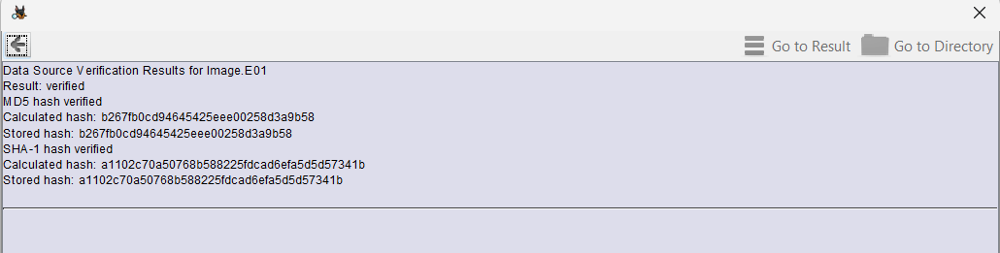 Go to Result Go to Directory
Data Source Verification Results for Image.E01
Result: verified
MD5 hash verified
Calculated hash: b267fb0cd94645425eee00258d3a9b58
Stored hash: b267fb0cd94645425eee00258d3a9b58
SHA-1 hash verified
Calculated hash: a1102c70a50768b588225fdcad6efa5d5d57341b
Stored hash: a1102c70a50768b588225fdcad6efa5d5d57341b